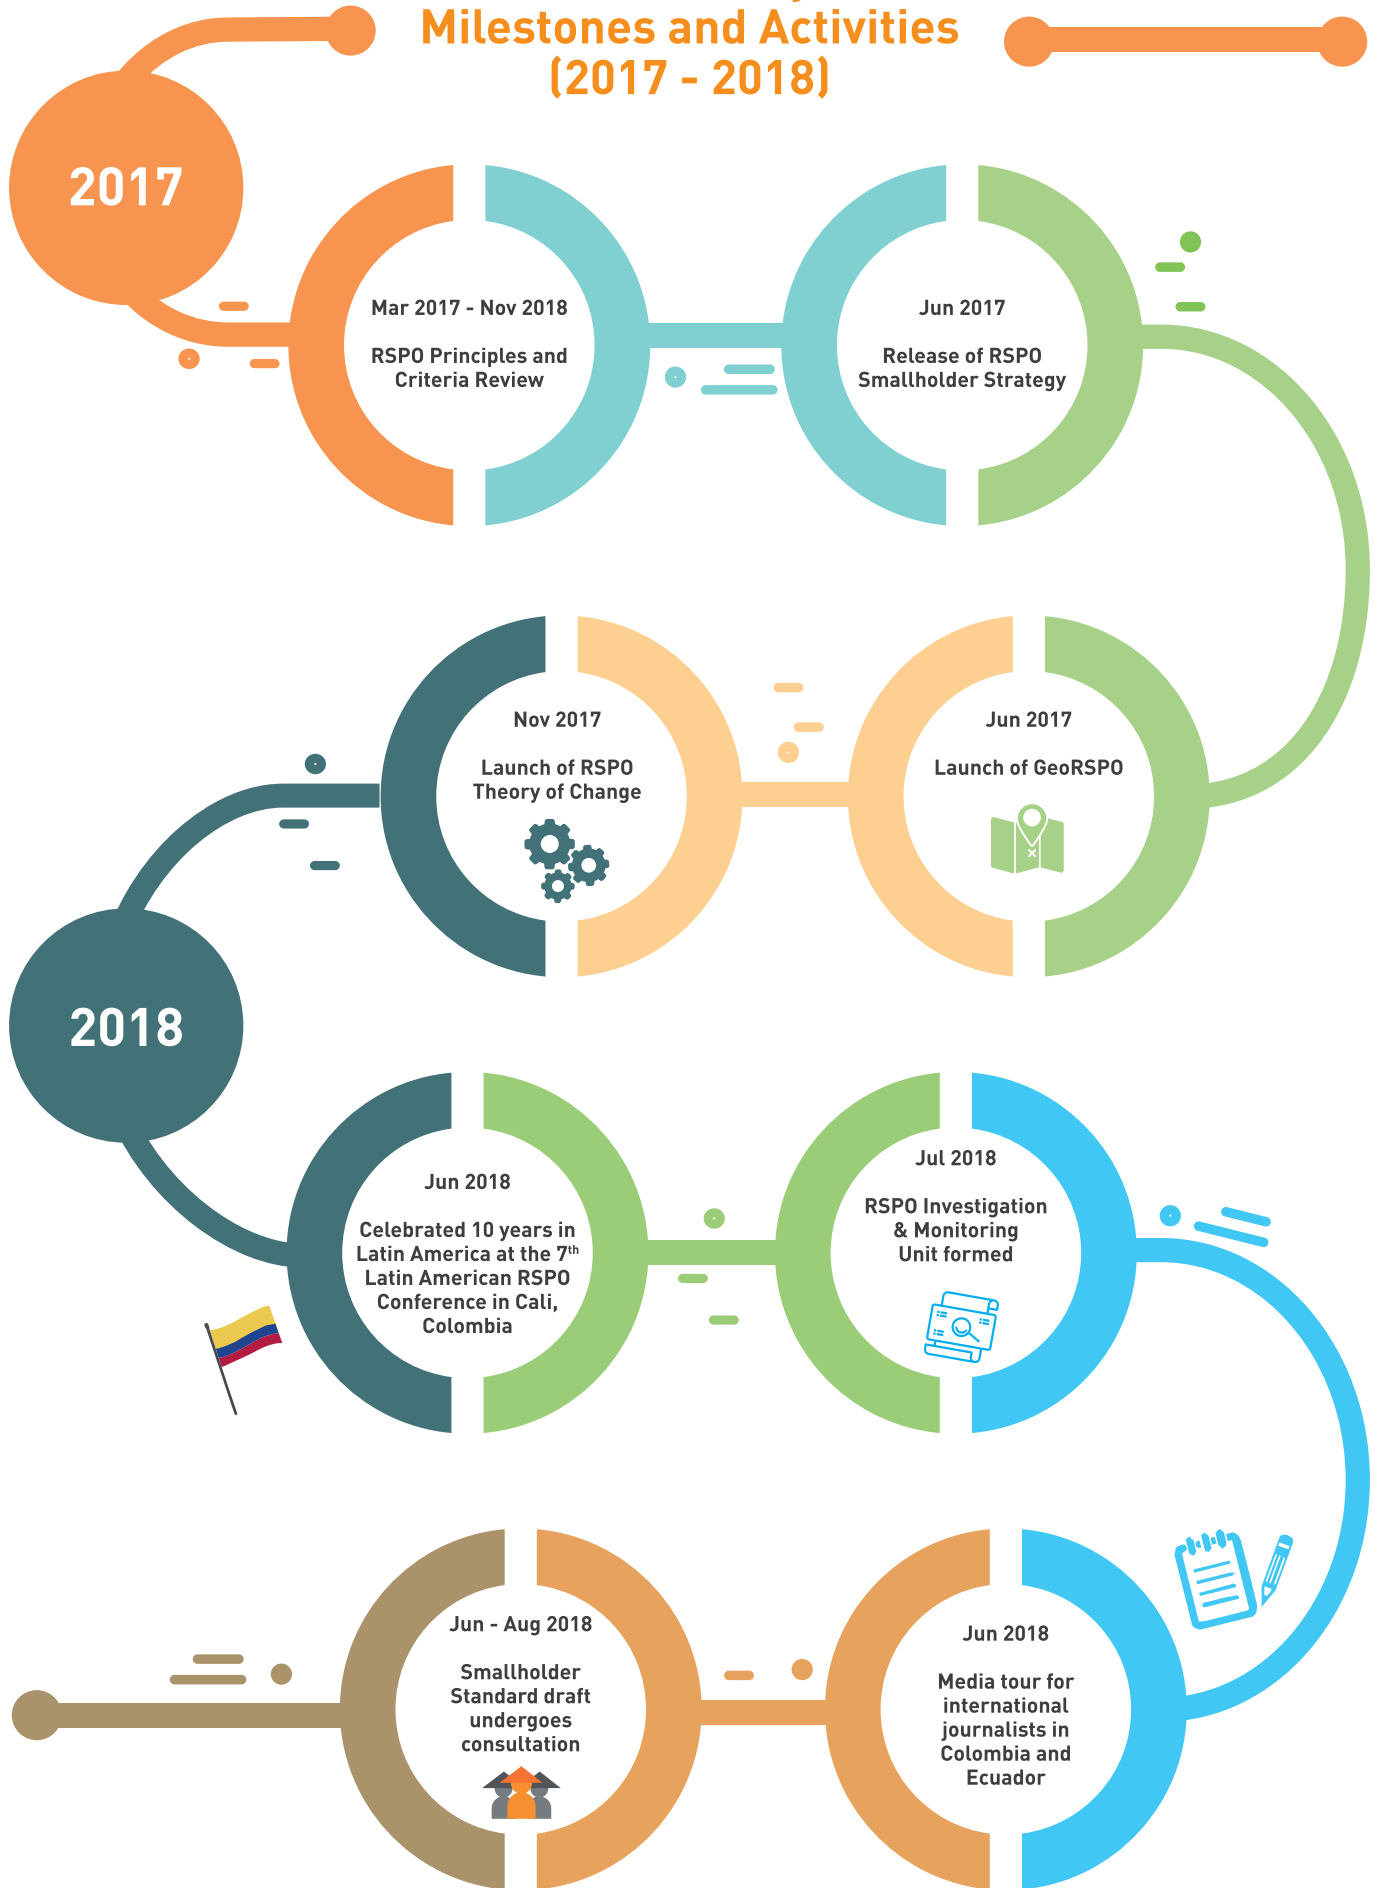 Milestones and Activities
(2017 - 2018)
2017
Mar 2017 - Nov 2018
RSPO Principles and
Criteria Review
Jun 2017
Release of RSPO
Smallholder Strategy
Jun 2017
Launch of GeoRSPO
Nov 2017
Launch of RSPO
Theory of Change
2018
Jun 2018
Celebrated 10 years in
Latin America at the 7th
Latin American RSPO
Conference in Cali,
Colombia
Jul 2018
RSPO Investigation
& Monitoring
Unit formed
Jun 2018
Media tour for
international
journalists in
Colombia and
Ecuador
Jun - Aug 2018
Smallholder
Standard draft
undergoes
consultation